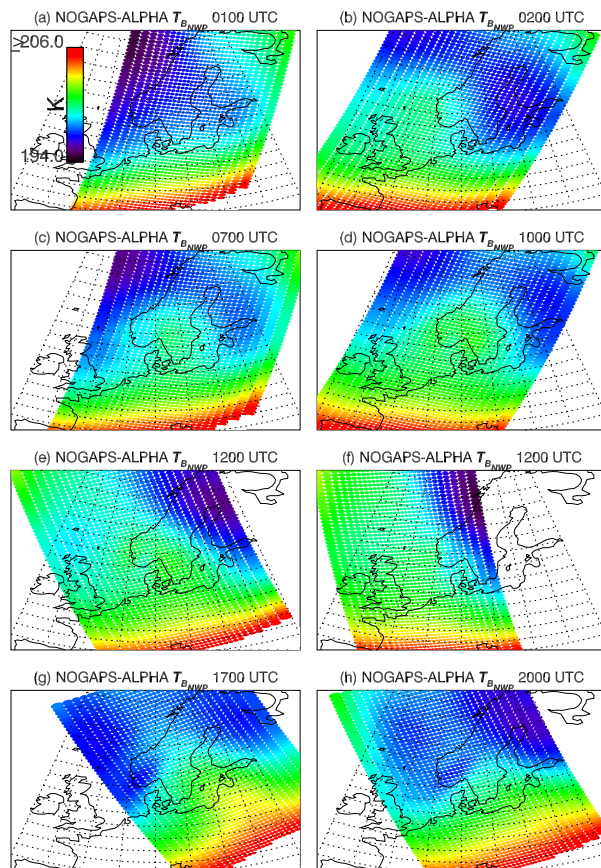 (a) NOGAPS-ALPHA T_B_NWP 0100 UTC
(b) NOGAPS-ALPHA T_B_NWP 0200 UTC
206.0
K
194.0
(c) NOGAPS-ALPHA T_B_NWP 0700 UTC
(d) NOGAPS-ALPHA T_B_NWP 1000 UTC
(e) NOGAPS-ALPHA T_B_NWP 1200 UTC
(f) NOGAPS-ALPHA T_B_NWP 1200 UTC
(g) NOGAPS-ALPHA T_B_NWP 1700 UTC
(h) NOGAPS-ALPHA T_B_NWP 2000 UTC